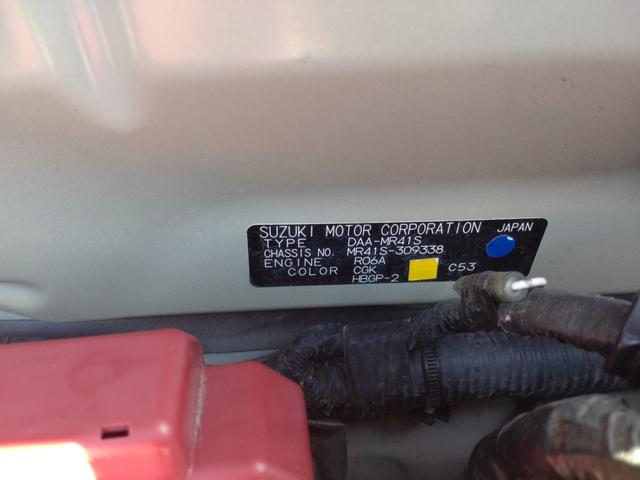 SUZUKI MOTOR CORPORATION JAPAN
TYPE DAA-MR41S
CHASSIS NO. MR41S-309338
ENGINE R06A
COLOR CGK C53
HBGP-2